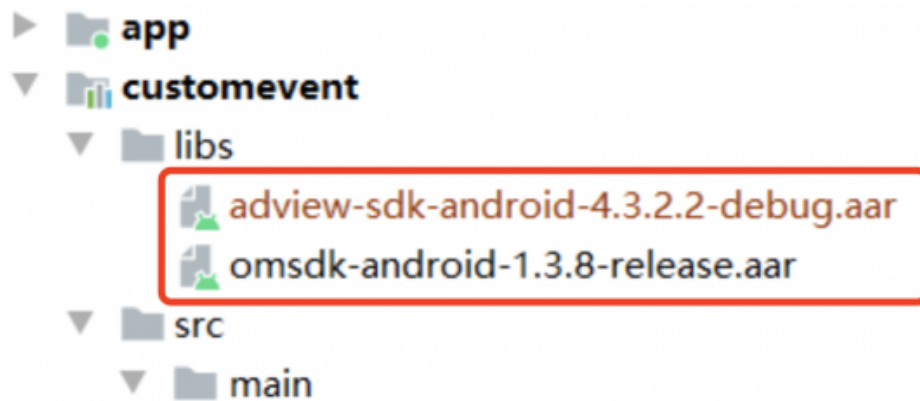 app
customevent
libs
adview-sdk-android-4.3.2.2-debug.aar
omsdk-android-1.3.8-release.aar
src
main